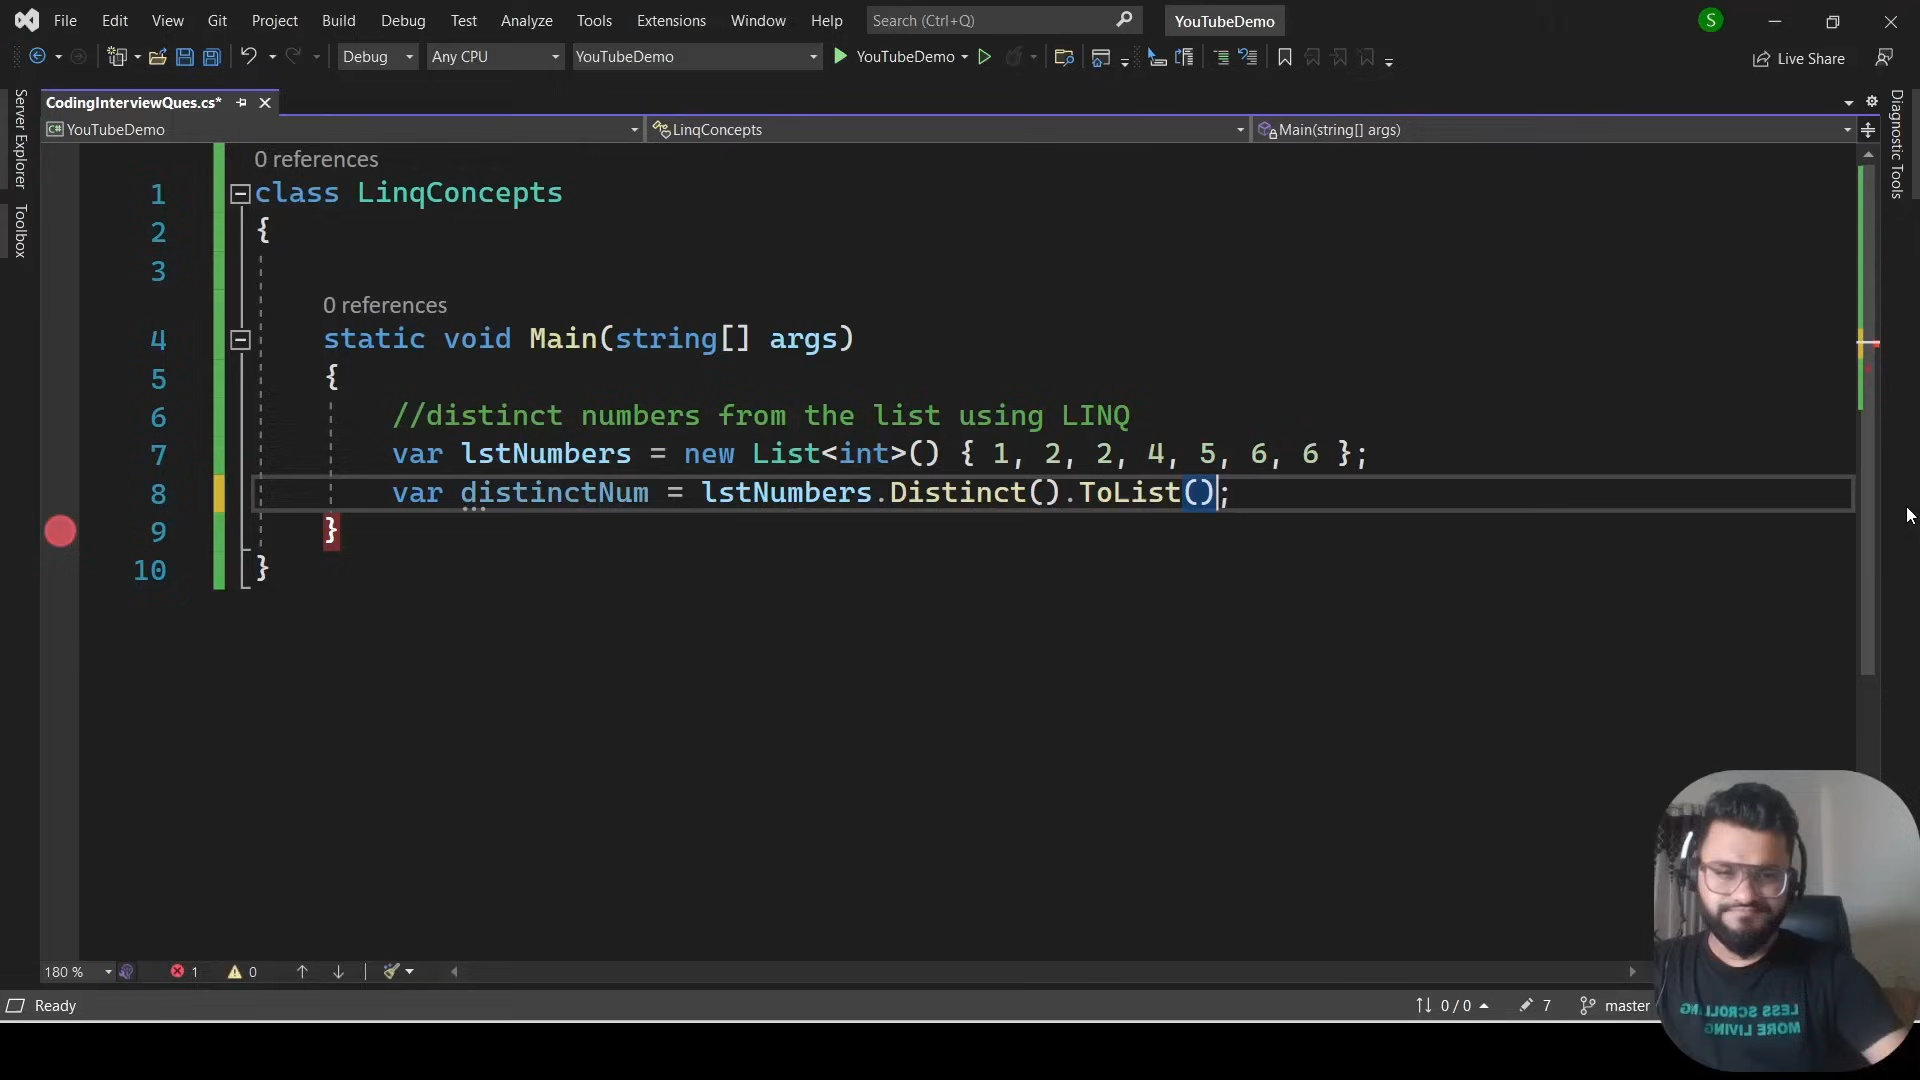 File Edit View Git Project Build Debug Test Analyze Tools Extensions Window Help Search (Ctrl+Q) YouTubeDemo S
Debug Any CPU YouTubeDemo YouTubeDemo Live Share
Server Explorer
Toolbox
CodingInterviewQues.cs*
C# YouTubeDemo LinqConcepts Main(string[] args)
Diagnostic Tools
0 references
1 class LinqConcepts
2 {
3
0 references
4 static void Main(string[] args)
5 {
6 //distinct numbers from the list using LINQ
7 var lstNumbers = new List<int>() { 1, 2, 2, 4, 5, 6, 6 };
8 var distinctNum = lstNumbers.Distinct().ToList();
9 }
10 }
180 % 1 0
Ready 0 / 0 7 master
LESS SCROLLING
MORE LIVING